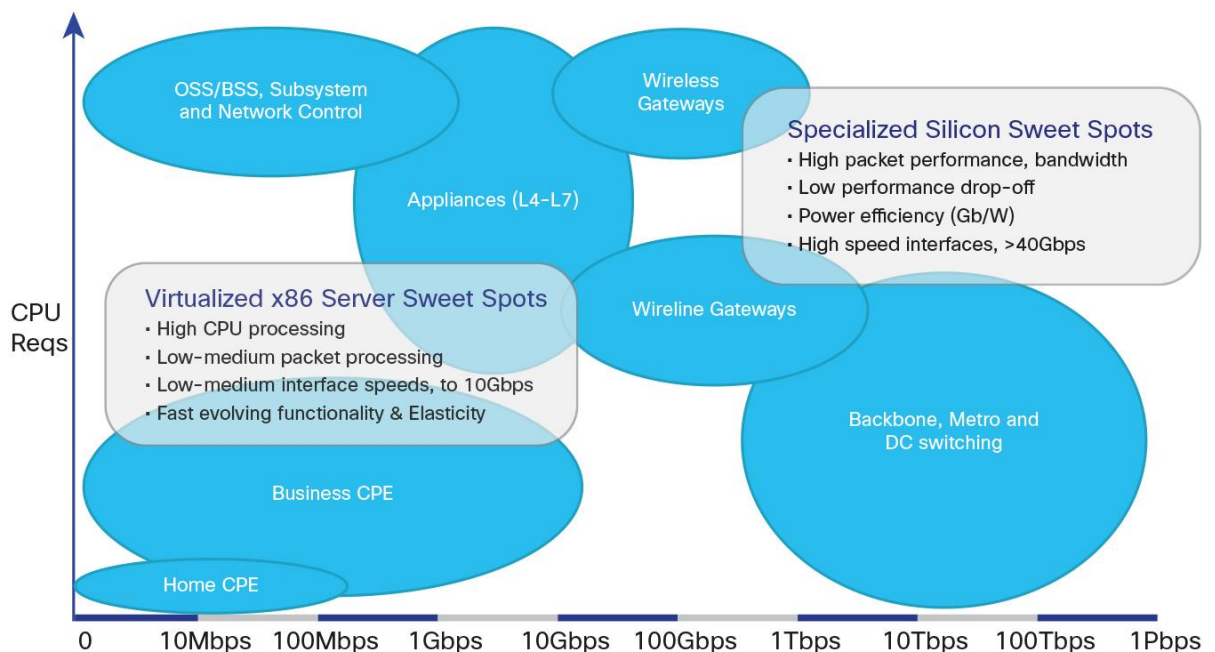 OSS/BSS, Subsystem
and Network Control
Wireless
Gateways
Specialized Silicon Sweet Spots
· High packet performance, bandwidth
· Low performance drop-off
· Power efficiency (Gb/W)
· High speed interfaces, >40Gbps
Appliances (L4-L7)
Virtualized x86 Server Sweet Spots
· High CPU processing
· Low-medium packet processing
· Low-medium interface speeds, to 10Gbps
· Fast evolving functionality & Elasticity
Wireline Gateways
CPU
Reqs
Backbone, Metro and
DC switching
Business CPE
Home CPE
0 10Mbps 100Mbps 1Gbps 10Gbps 100Gbps 1Tbps 10Tbps 100Tbps 1Pbps